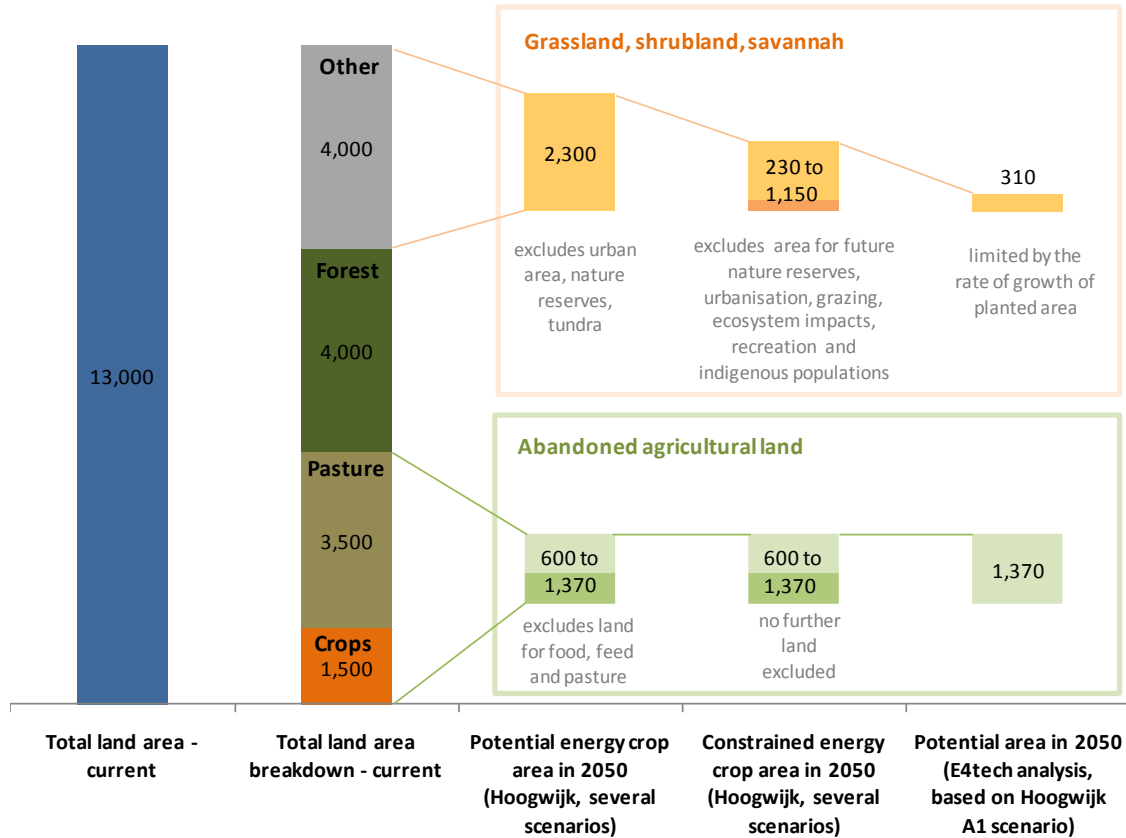 13,000
Other
4,000
Forest
4,000
Pasture
3,500
Crops
1,500
Grassland, shrubland, savannah
2,300
excludes urban
area, nature
reserves,
tundra
230 to
1,150
excludes area for future
nature reserves,
urbanisation, grazing,
ecosystem impacts,
recreation and
indigenous populations
310
limited by the
rate of growth of
planted area
Abandoned agricultural land
600 to
1,370
excludes land
for food, feed
and pasture
600 to
1,370
no further
land
excluded
1,370
Total land area -
current
Total land area
breakdown - current
Potential energy crop
area in 2050
(Hoogwijk, several
scenarios)
Constrained energy
crop area in 2050
(Hoogwijk, several
scenarios)
Potential area in 2050
(E4tech analysis,
based on Hoogwijk
A1 scenario)